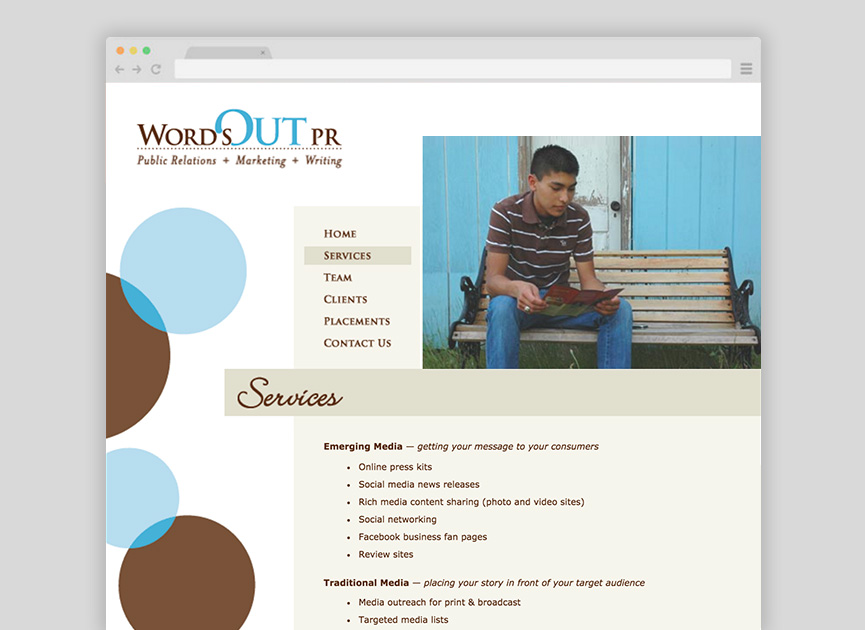 WORD'SOUT PR
Public Relations + Marketing + Writing
HOME
SERVICES
TEAM
CLIENTS
PLACEMENTS
CONTACT US
Services
Emerging Media — getting your message to your consumers
• Online press kits
• Social media news releases
• Rich media content sharing (photo and video sites)
• Social networking
• Facebook business fan pages
• Review sites
Traditional Media — placing your story in front of your target audience
• Media outreach for print & broadcast
• Targeted media lists